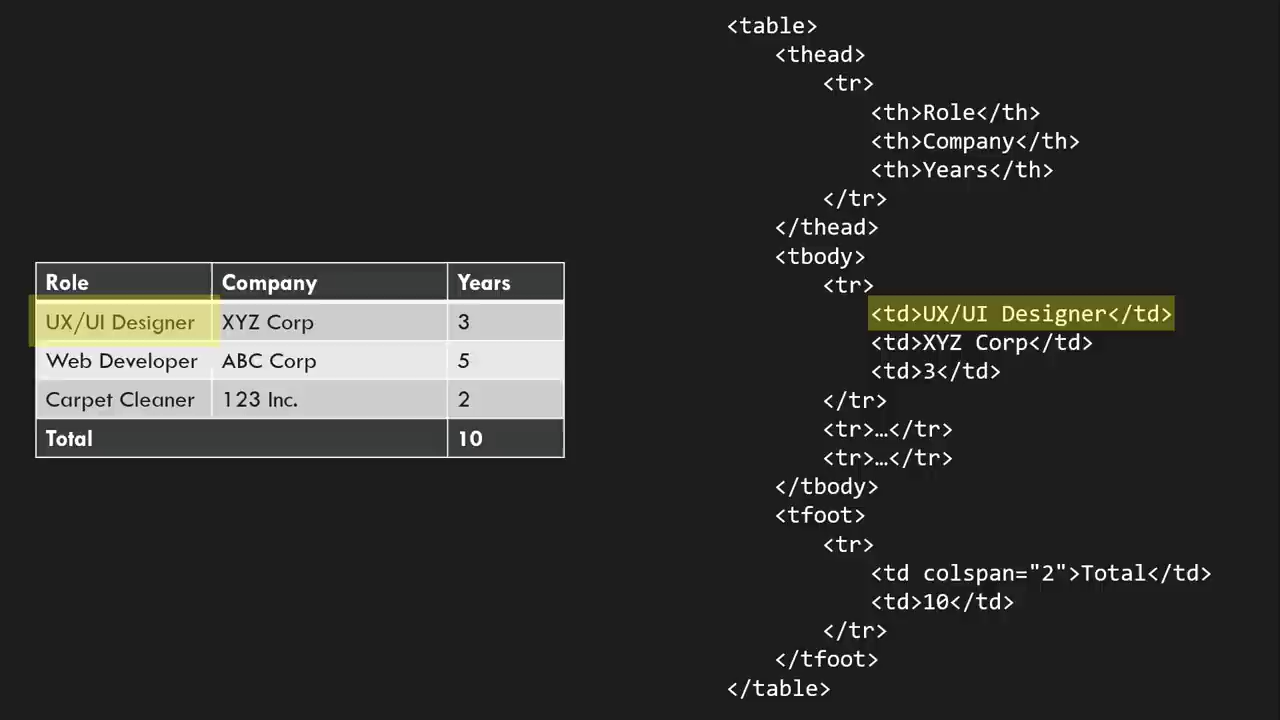 Role Company Years
UX/UI Designer XYZ Corp 3
Web Developer ABC Corp 5
Carpet Cleaner 123 Inc. 2
Total 10
<table>
<thead>
<tr>
<th>Role</th>
<th>Company</th>
<th>Years</th>
</tr>
</thead>
<tbody>
<tr>
<td>UX/UI Designer</td>
<td>XYZ Corp</td>
<td>3</td>
</tr>
<tr>…</tr>
<tr>…</tr>
</tbody>
<tfoot>
<tr>
<td colspan="2">Total</td>
<td>10</td>
</tr>
</tfoot>
</table>